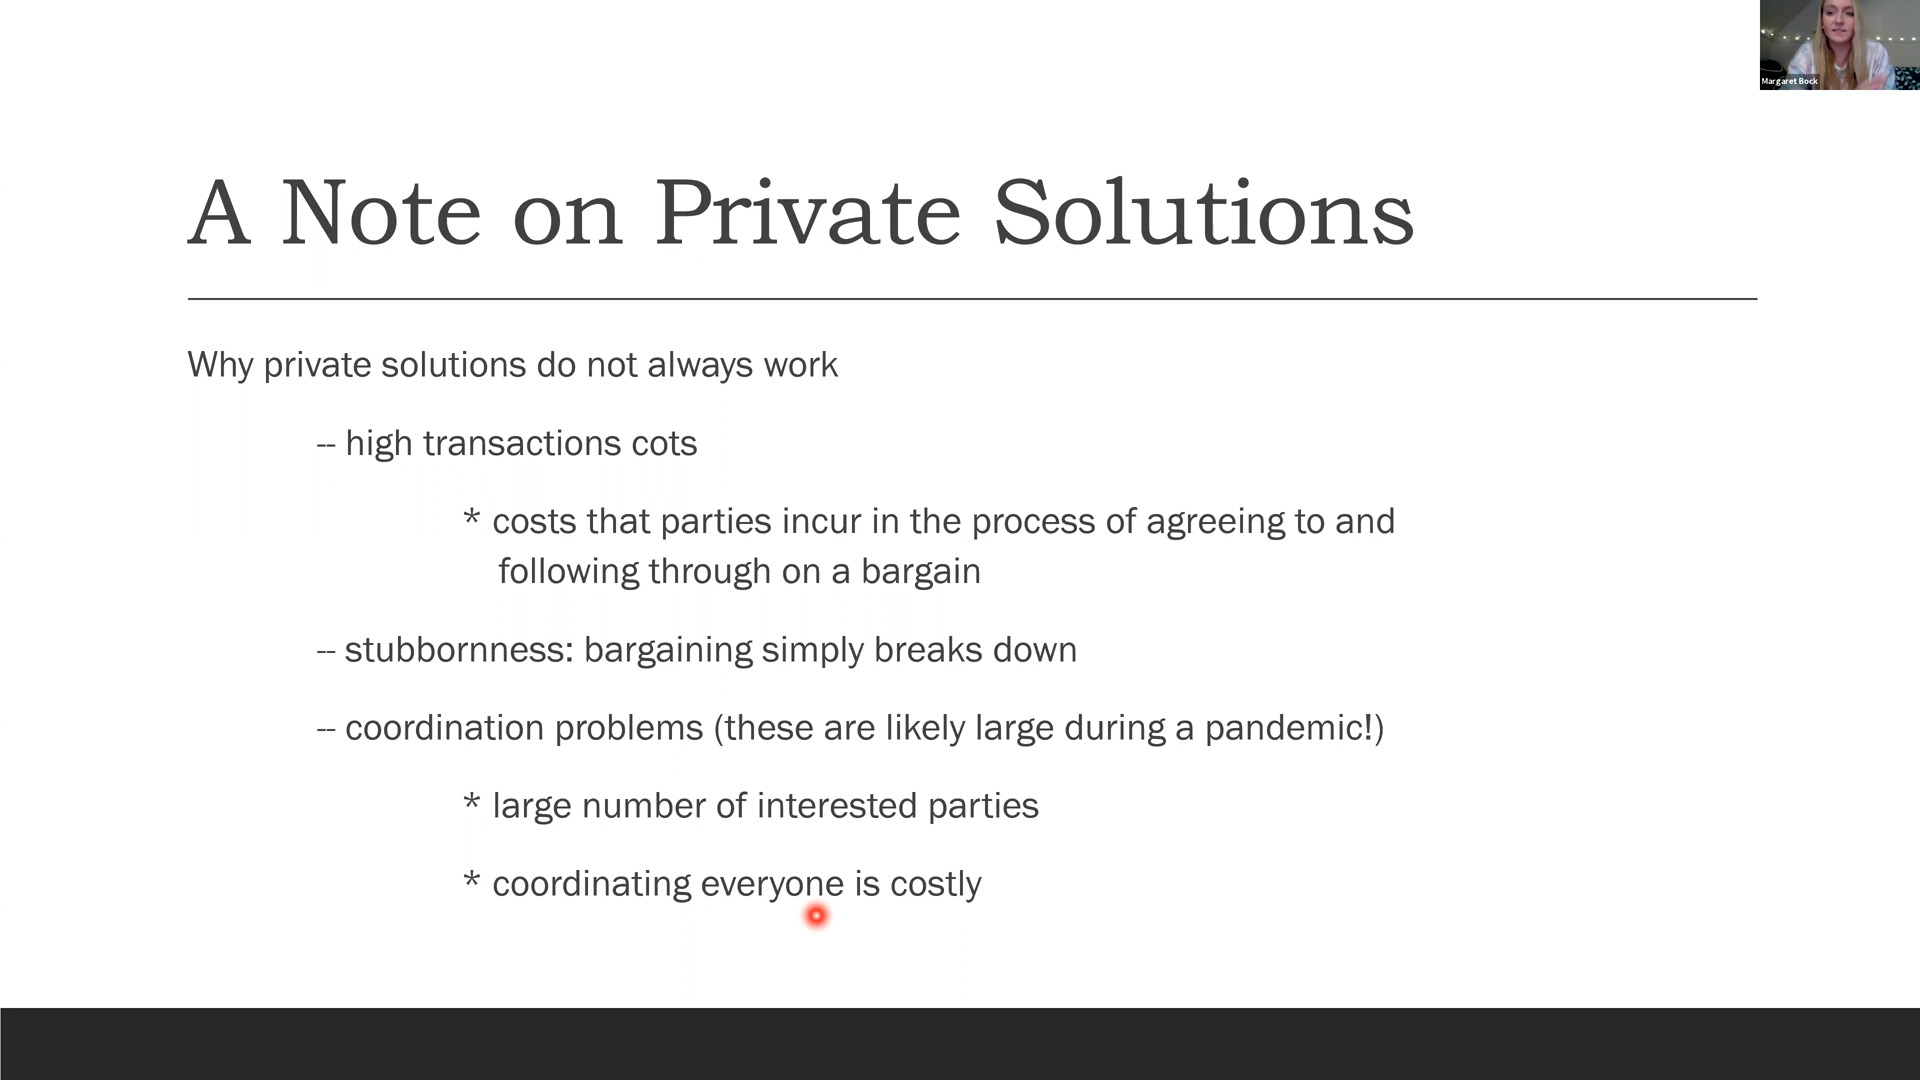 Margaret Bock
A Note on Private Solutions
Why private solutions do not always work
-- high transactions cots
* costs that parties incur in the process of agreeing to and
following through on a bargain
-- stubbornness: bargaining simply breaks down
-- coordination problems (these are likely large during a pandemic!)
* large number of interested parties
* coordinating everyone is costly